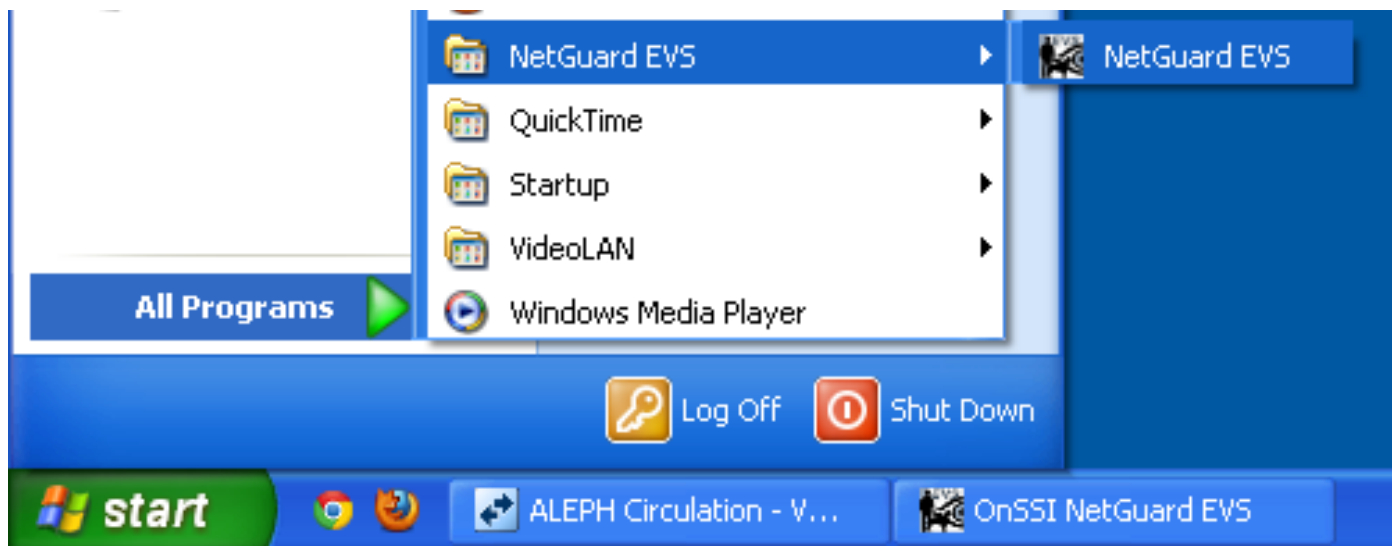 NetGuard EVS
NetGuard EVS
QuickTime
Startup
VideoLAN
All Programs
Windows Media Player
Log Off
Shut Down
start
ALEPH Circulation - V...
OnSSI NetGuard EVS